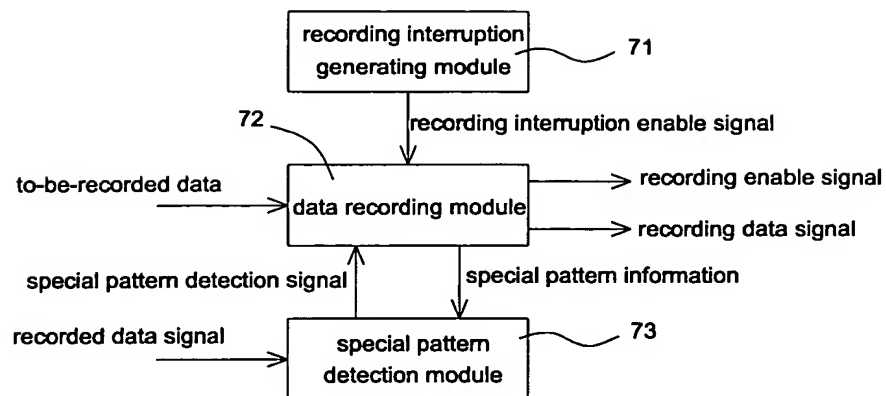 recording interruption
generating module
71
72
recording interruption enable signal
to-be-recorded data
data recording module
recording enable signal
recording data signal
special pattern detection signal
special pattern information
recorded data signal
special pattern
detection module
73